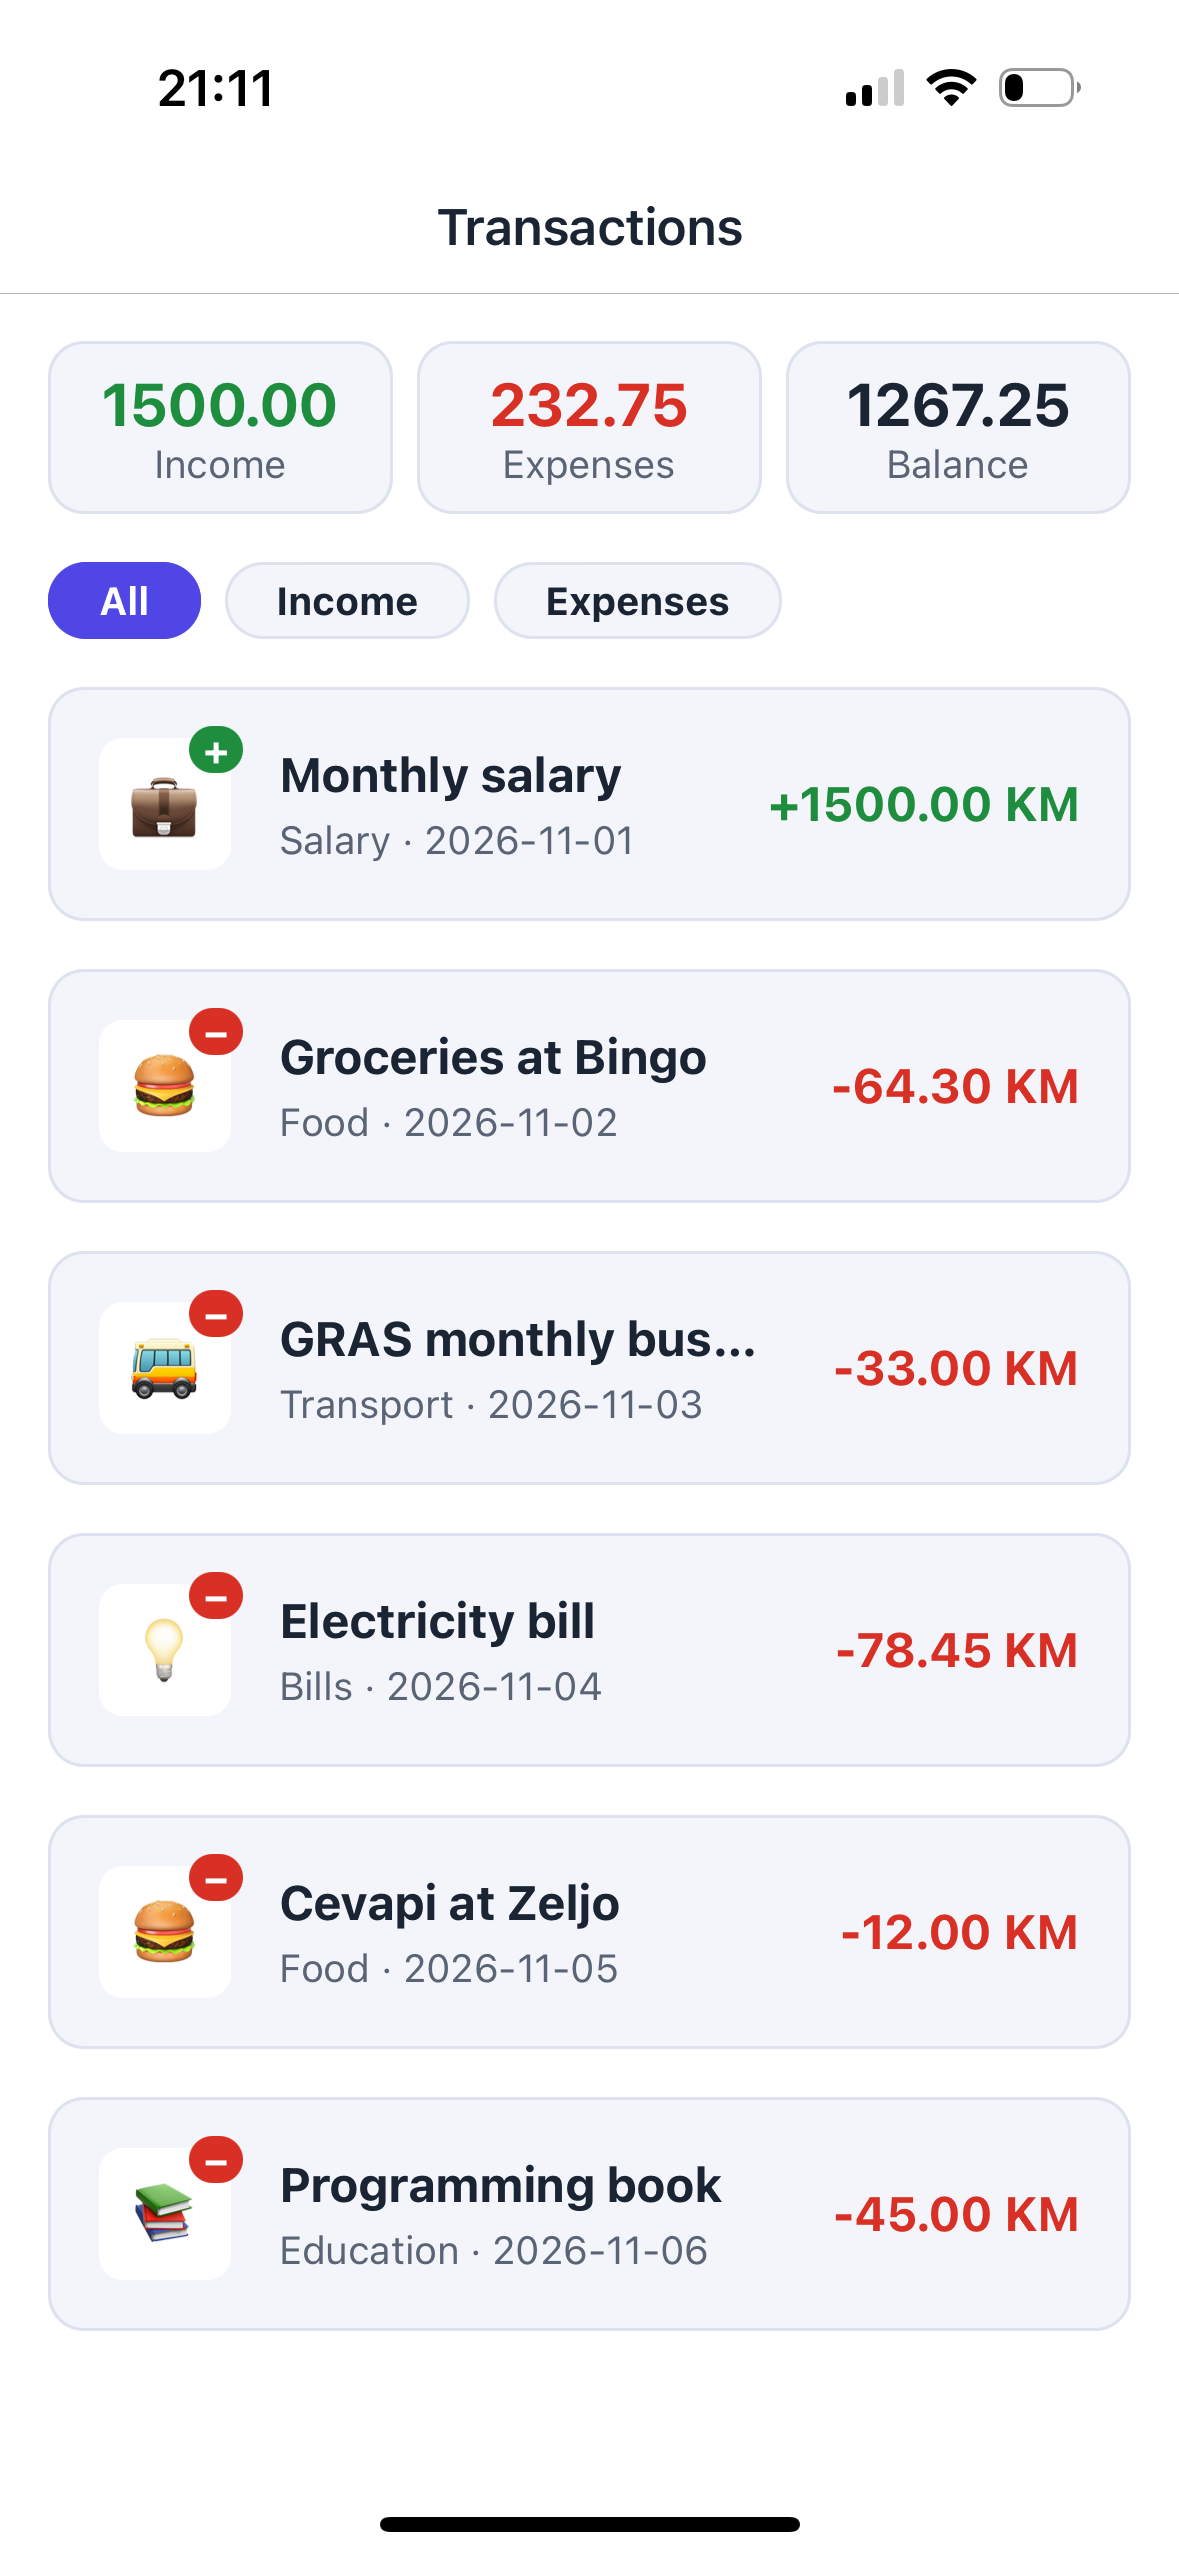 21:11
Transactions
1500.00 232.75 1267.25
Income Expenses Balance
All Income Expenses
+
Monthly salary
+1500.00 KM
Salary · 2026-11-01
–
Groceries at Bingo
-64.30 KM
Food · 2026-11-02
–
GRAS monthly bus...
-33.00 KM
Transport · 2026-11-03
–
Electricity bill
-78.45 KM
Bills · 2026-11-04
–
Cevapi at Zeljo
-12.00 KM
Food · 2026-11-05
–
Programming book
-45.00 KM
Education · 2026-11-06